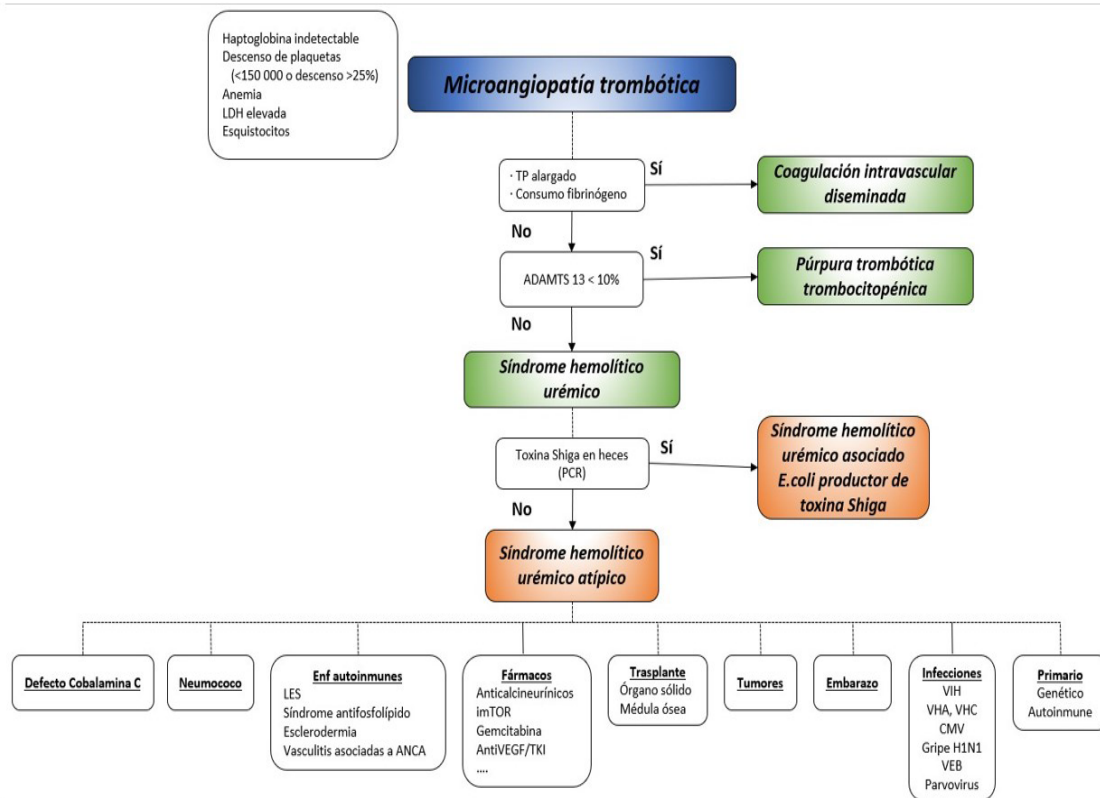 Haptoglobina indetectable
Descenso de plaquetas
(<150 000 o descenso >25%)
Anemia
LDH elevada
Esquistocitos
Microangiopatía trombótica
· TP alargado
· Consumo fibrinógeno
Sí
Coagulación intravascular
diseminada
No
ADAMTS 13 < 10%
Sí
Púrpura trombótica
trombocitopénica
No
Síndrome hemolítico
urémico
Toxina Shiga en heces
(PCR)
Sí
Síndrome hemolítico
urémico asociado
E.coli productor de
toxina Shiga
No
Síndrome hemolítico
urémico atípico
Defecto Cobalamina C
Neumococo
Enf autoinmunes
LES
Síndrome antifosfolípido
Esclerodermia
Vasculitis asociadas a ANCA
Fármacos
Anticalcineurínicos
imTOR
Gemcitabina
AntiVEGF/TKI
....
Trasplante
Órgano sólido
Médula ósea
Tumores
Embarazo
Infecciones
VIH
VHA, VHC
CMV
Gripe H1N1
VEB
Parvovirus
Primario
Genético
Autoinmune